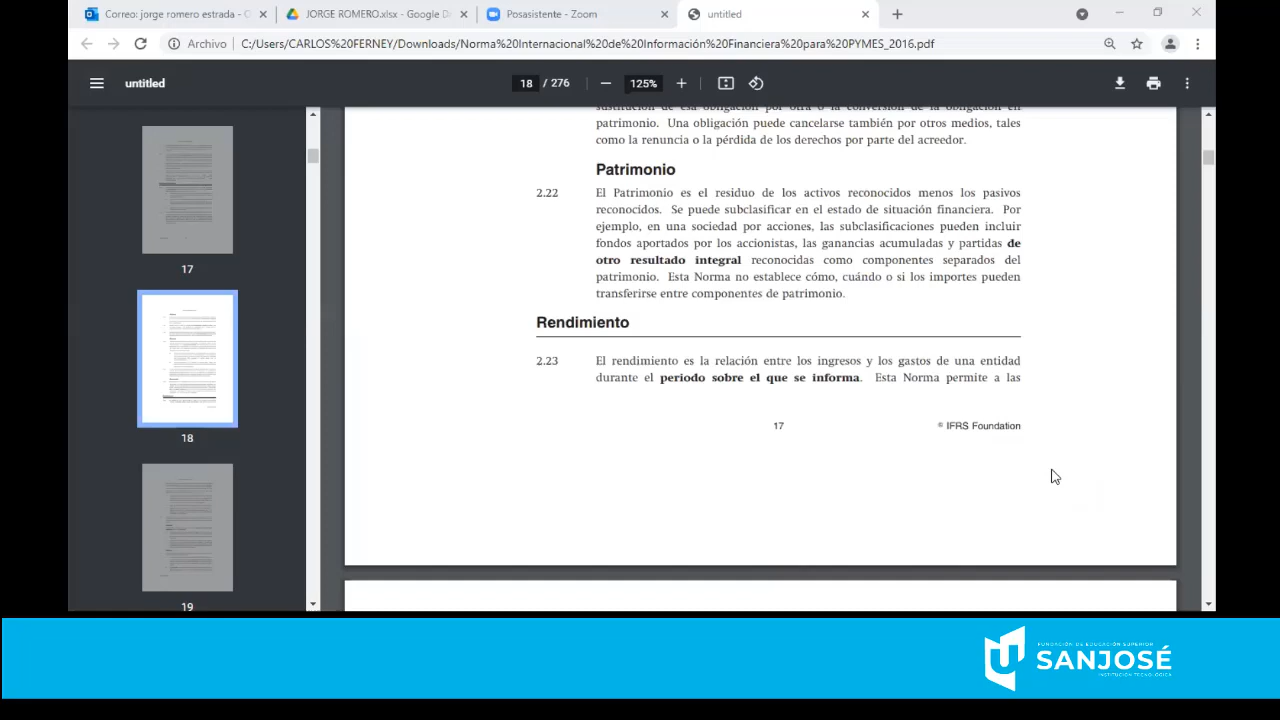 Correo: jorge romero estrada - O
JORGE ROMERO.xlsx - Google D
Posasistente - Zoom
untitled
Archivo
C:/Users/CARLOS%20FERNEY/Downloads/Norma%20Internacional%20de%20Información%20Financiera%20para%20PYMES_2016.pdf
untitled
18 / 276
125%
sustitución de esa obligación por otra o la conversión de la obligación en
patrimonio. Una obligación puede cancelarse también por otros medios, tales
como la renuncia o la pérdida de los derechos por parte del acreedor.
Patrimonio
2.22 El Patrimonio es el residuo de los activos reconocidos menos los pasivos
reconocidos. Se puede subclasificar en el estado de situación financiera. Por
ejemplo, en una sociedad por acciones, las subclasificaciones pueden incluir
fondos aportados por los accionistas, las ganancias acumuladas y partidas de
otro resultado integral reconocidas como componentes separados del
patrimonio. Esta Norma no establece cómo, cuándo o si los importes pueden
transferirse entre componentes de patrimonio.
Rendimiento
2.23 El rendimiento es la relación entre los ingresos y los gastos de una entidad
durante el periodo sobre el que se informa. Esta Norma permite a las
17
© IFRS Foundation
17
18
19
FUNDACIÓN DE EDUCACIÓN SUPERIOR
SANJOSÉ
INSTITUCIÓN TECNOLÓGICA